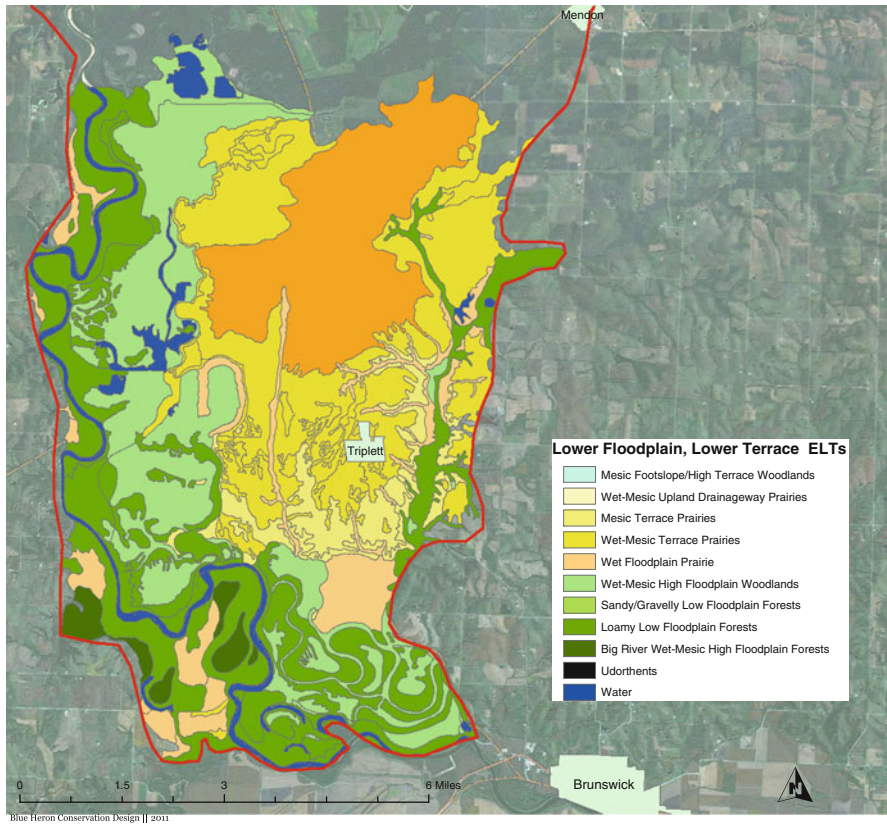 Mendon
Triplett
Lower Floodplain, Lower Terrace ELTs
Mesic Footslope/High Terrace Woodlands
Wet-Mesic Upland Drainageway Prairies
Mesic Terrace Prairies
Wet-Mesic Terrace Prairies
Wet Floodplain Prairie
Wet-Mesic High Floodplain Woodlands
Sandy/Gravelly Low Floodplain Forests
Loamy Low Floodplain Forests
Big River Wet-Mesic High Floodplain Forests
Udorthents
Water
Brunswick
N
0 1.5 3 6 Miles
Blue Heron Conservation Design || 2011